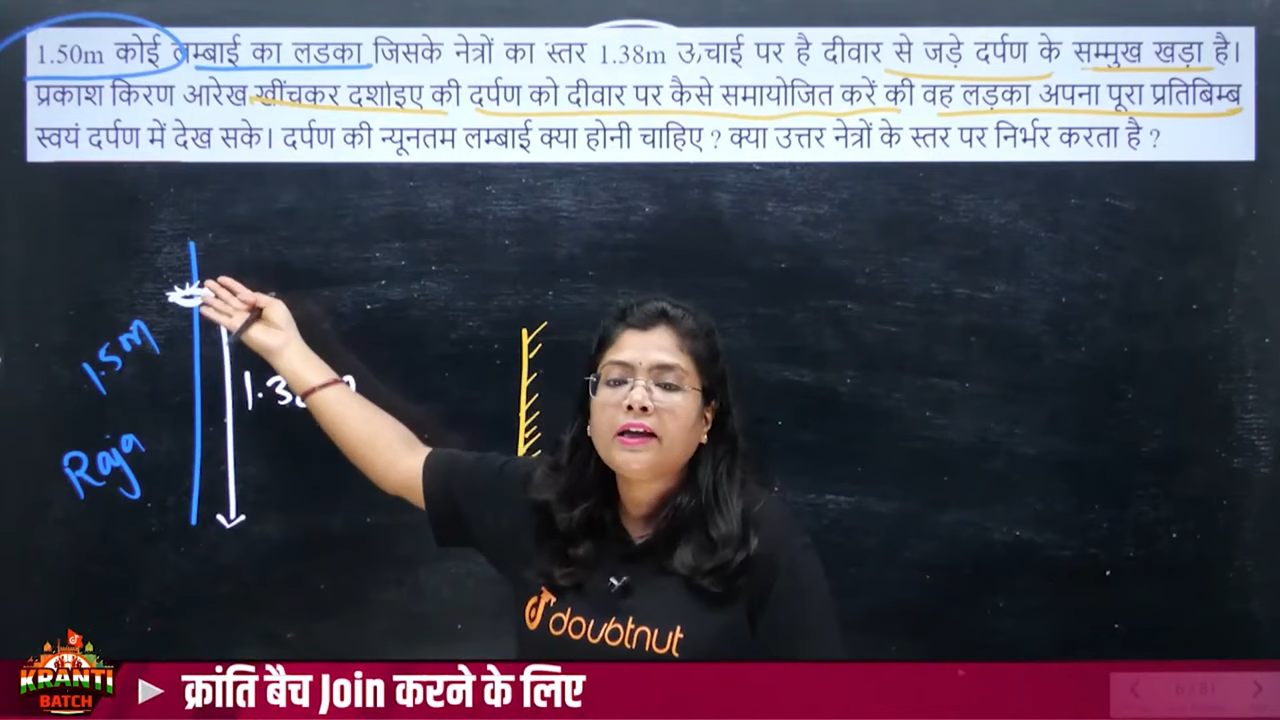 1.50m कोई लम्बाई का लडका जिसके नेत्रों का स्तर 1.38m उ,चाई पर है दीवार से जड़े दर्पण के सम्मुख खड़ा है।
प्रकाश किरण आरेख खींचकर दर्शाइए की दर्पण को दीवार पर कैसे समायोजित करें की वह लड़का अपना पूरा प्रतिबिम्ब
स्वयं दर्पण में देख सके। दर्पण की न्यूनतम लम्बाई क्या होनी चाहिए ? क्या उत्तर नेत्रों के स्तर पर निर्भर करता है ?
1.5m
Raja
doubtnut
KRANTI
BATCH
क्रांति बैच Join करने के लिए